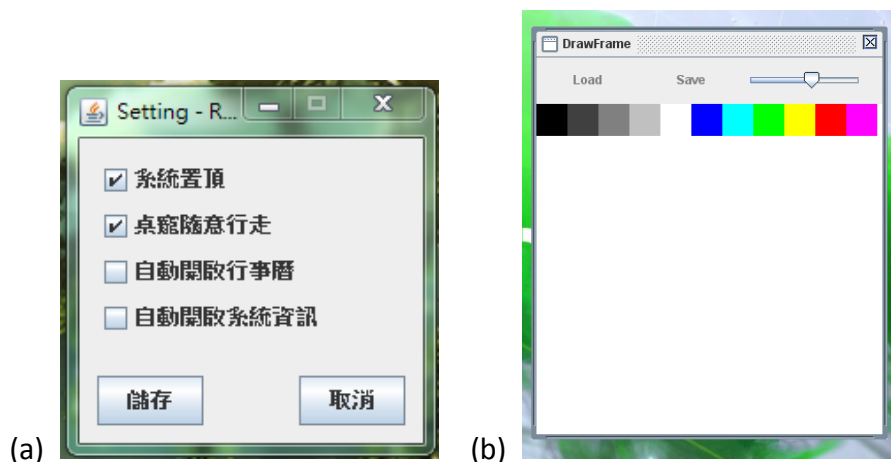 Setting - R...
系統置頂
桌寵隨意行走
自動開啟行事曆
自動開啟系統資訊
儲存 取消
(a)
DrawFrame
Load Save
(b)